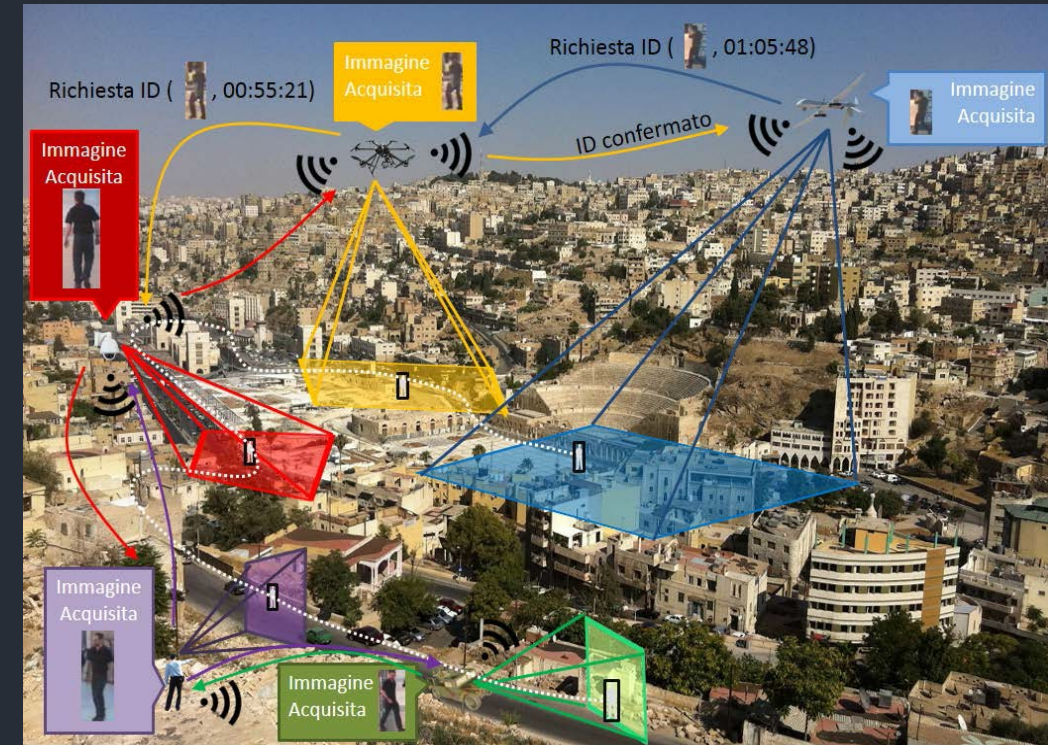 Richiesta ID ( , 01:05:48)
Richiesta ID ( , 00:55:21)
Immagine
Acquisita
Immagine
Acquisita
ID confermato
Immagine
Acquisita
Immagine
Acquisita
Immagine
Acquisita